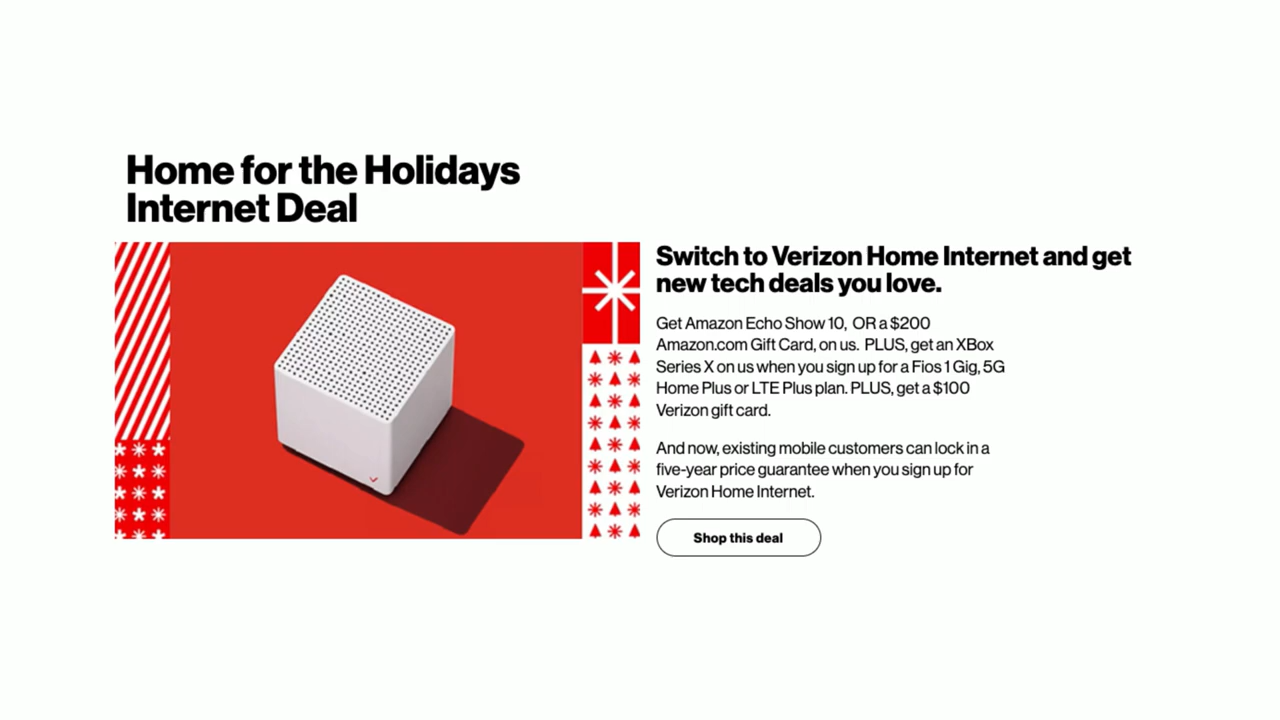 Home for the Holidays
Internet Deal
Switch to Verizon Home Internet and get
new tech deals you love.
Get Amazon Echo Show 10, OR a $200
Amazon.com Gift Card, on us. PLUS, get an XBox
Series X on us when you sign up for a Fios 1 Gig, 5G
Home Plus or LTE Plus plan. PLUS, get a $100
Verizon gift card.
And now, existing mobile customers can lock in a
five-year price guarantee when you sign up for
Verizon Home Internet.
Shop this deal